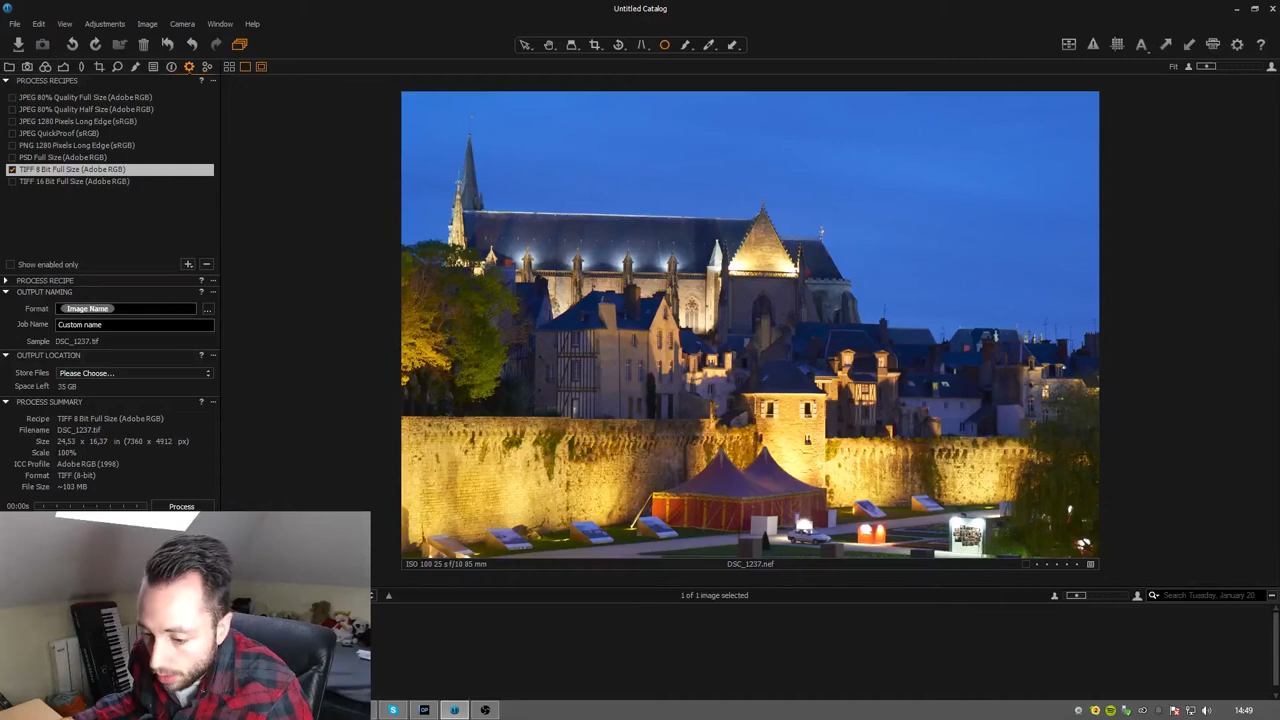 Untitled Catalog
File Edit View Adjustments Image Camera Window Help
Fit
PROCESS RECIPES ? ...
JPEG 80% Quality Full Size (Adobe RGB)
JPEG 80% Quality Half Size (Adobe RGB)
JPEG 1280 Pixels Long Edge (sRGB)
JPEG QuickProof (sRGB)
PNG 1280 Pixels Long Edge (sRGB)
PSD Full Size (Adobe RGB)
TIFF 8 Bit Full Size (Adobe RGB)
TIFF 16 Bit Full Size (Adobe RGB)
Show enabled only
PROCESS RECIPE ? ...
OUTPUT NAMING ? ...
Format Image Name ...
Job Name Custom name
Sample DSC_1237.tif
OUTPUT LOCATION ? ...
Store Files Please Choose...
Space Left 35 GB
PROCESS SUMMARY ? ...
Recipe TIFF 8 Bit Full Size (Adobe RGB)
Filename DSC_1237.tif
Size 24,53 x 16,37 in (7360 x 4912 px)
Scale 100%
ICC Profile Adobe RGB (1998)
Format TIFF (8-bit)
File Size ~103 MB
00:00s Process
ISO 100 25 s f/10 85 mm DSC_1237.nef
1 of 1 image selected Search Tuesday, January 20
14:49